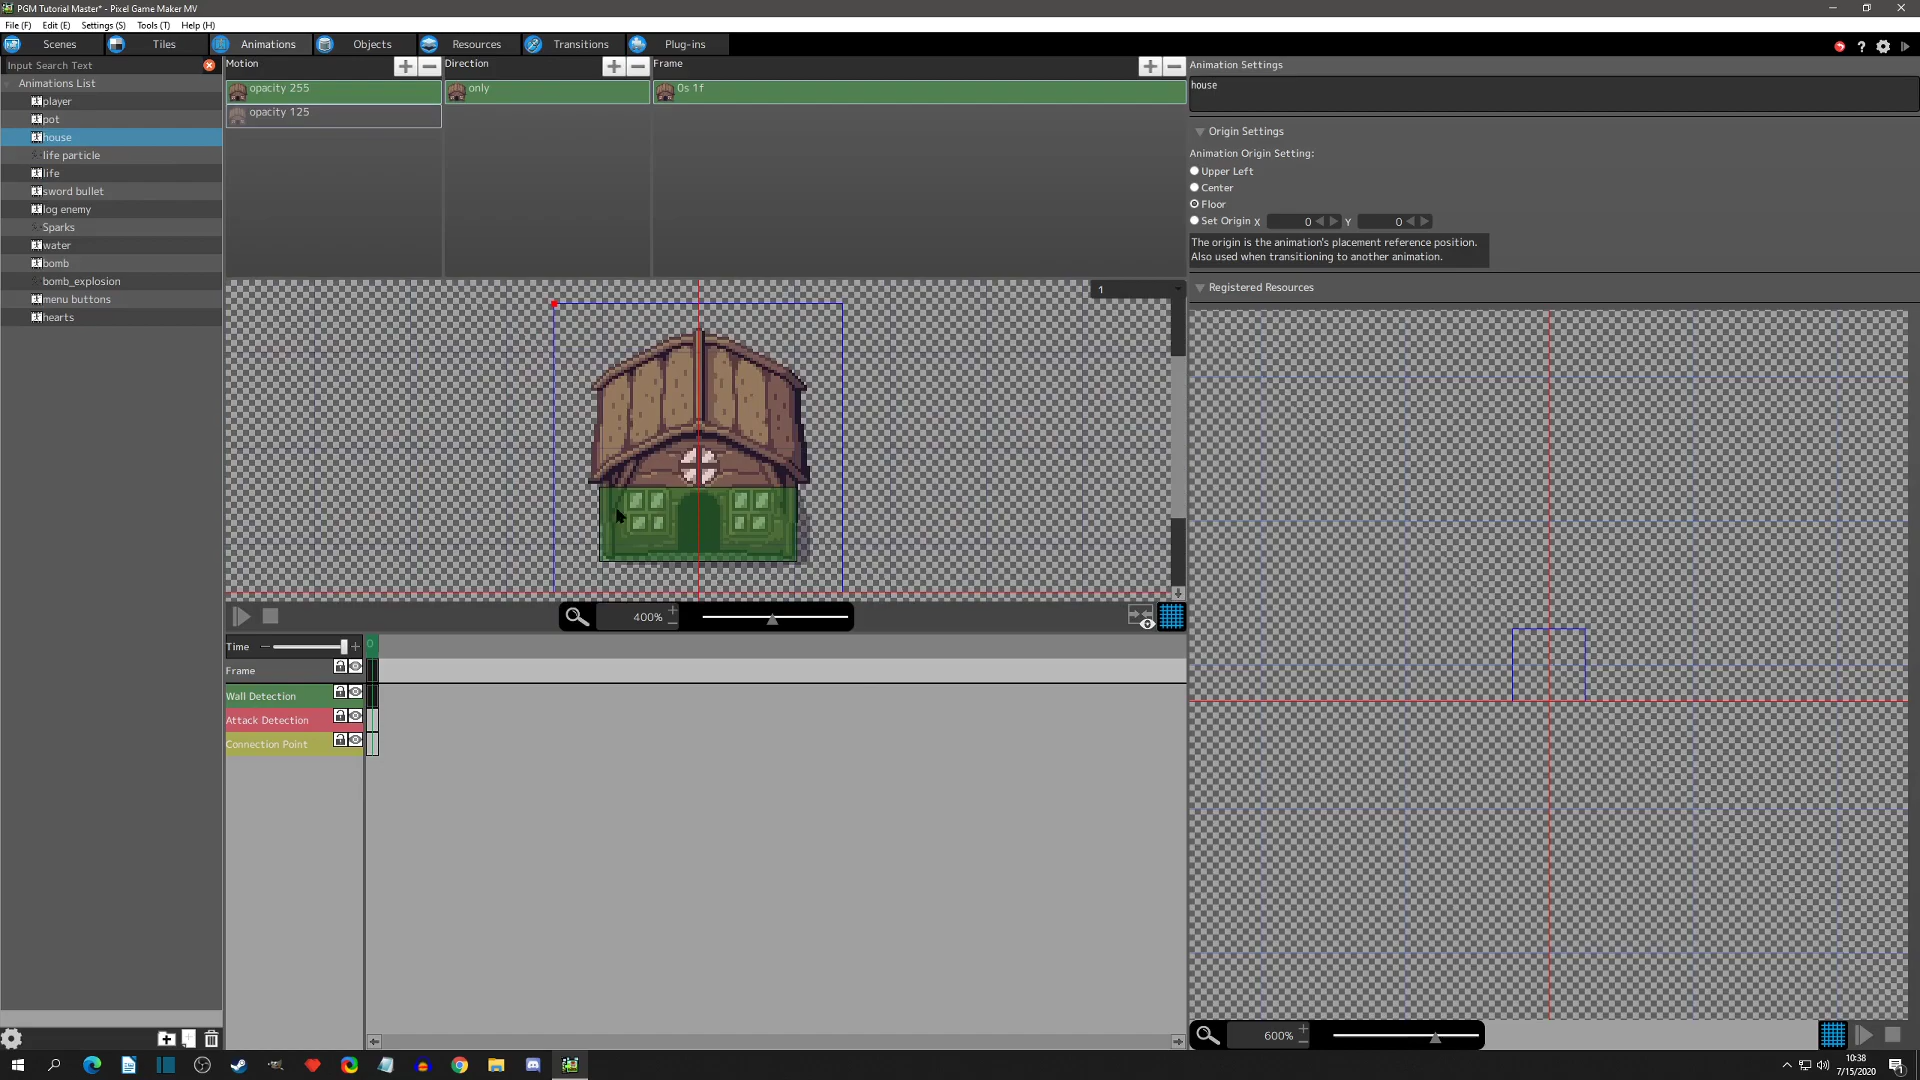 PGM Tutorial Master* - Pixel Game Maker MV
File (F) Edit (E) Settings (S) Tools (T) Help (H)
Scenes Tiles Animations Objects Resources Transitions Plug-ins
Input Search Text
Animations List
player
pot
house
life particle
life
sword bullet
log enemy
Sparks
water
bomb
bomb_explosion
menu buttons
hearts
Motion
opacity 255
opacity 125
Direction
only
Frame
0s 1f
1
400%
Time
0
Frame
Wall Detection
Attack Detection
Connection Point
Animation Settings
house
Origin Settings
Animation Origin Setting:
Upper Left
Center
Floor
Set Origin X 0 Y 0
The origin is the animation's placement reference position.
Also used when transitioning to another animation.
Registered Resources
600%
10:38
7/15/2020